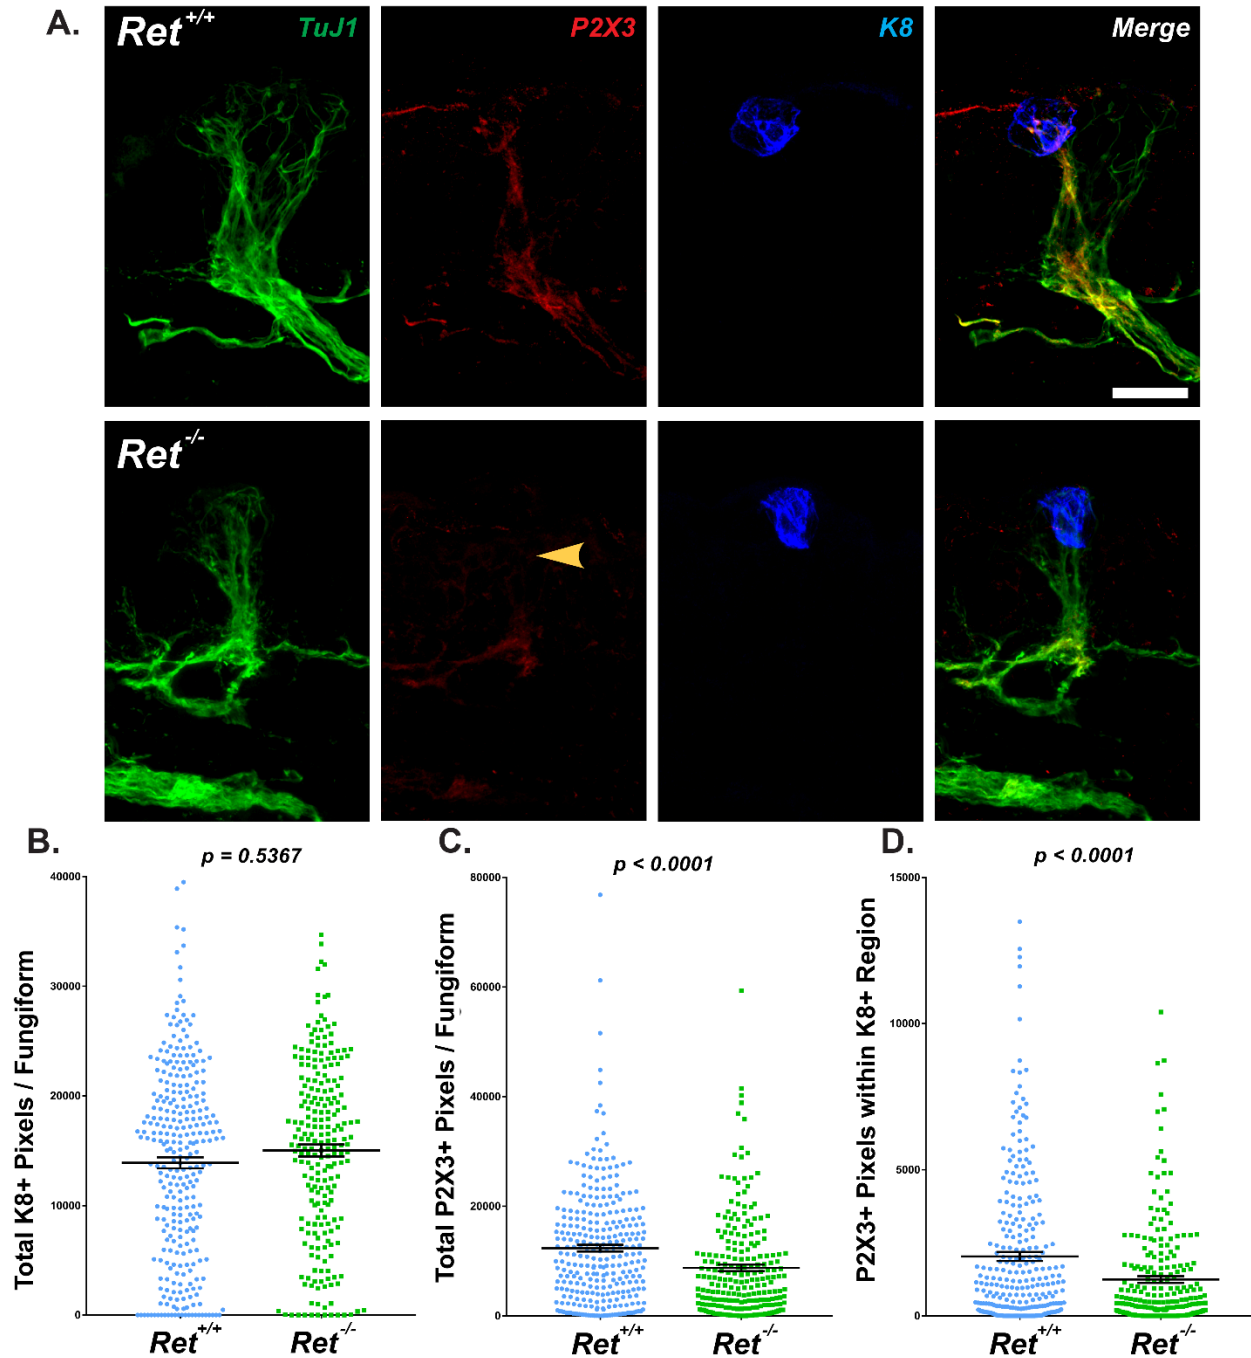 A.
Ret+/+ TuJ1 P2X3 K8 Merge
Ret-/-
B. C. D.
p = 0.5367 p < 0.0001 p < 0.0001
Total K8+ Pixels / Fungiform
40000
30000
20000
10000
0
Ret+/+ Ret-/-
Total P2X3+ Pixels / Fungiform
80000
60000
40000
20000
0
Ret+/+ Ret-/-
P2X3+ Pixels within K8+ Region
15000
10000
5000
0
Ret+/+ Ret-/-